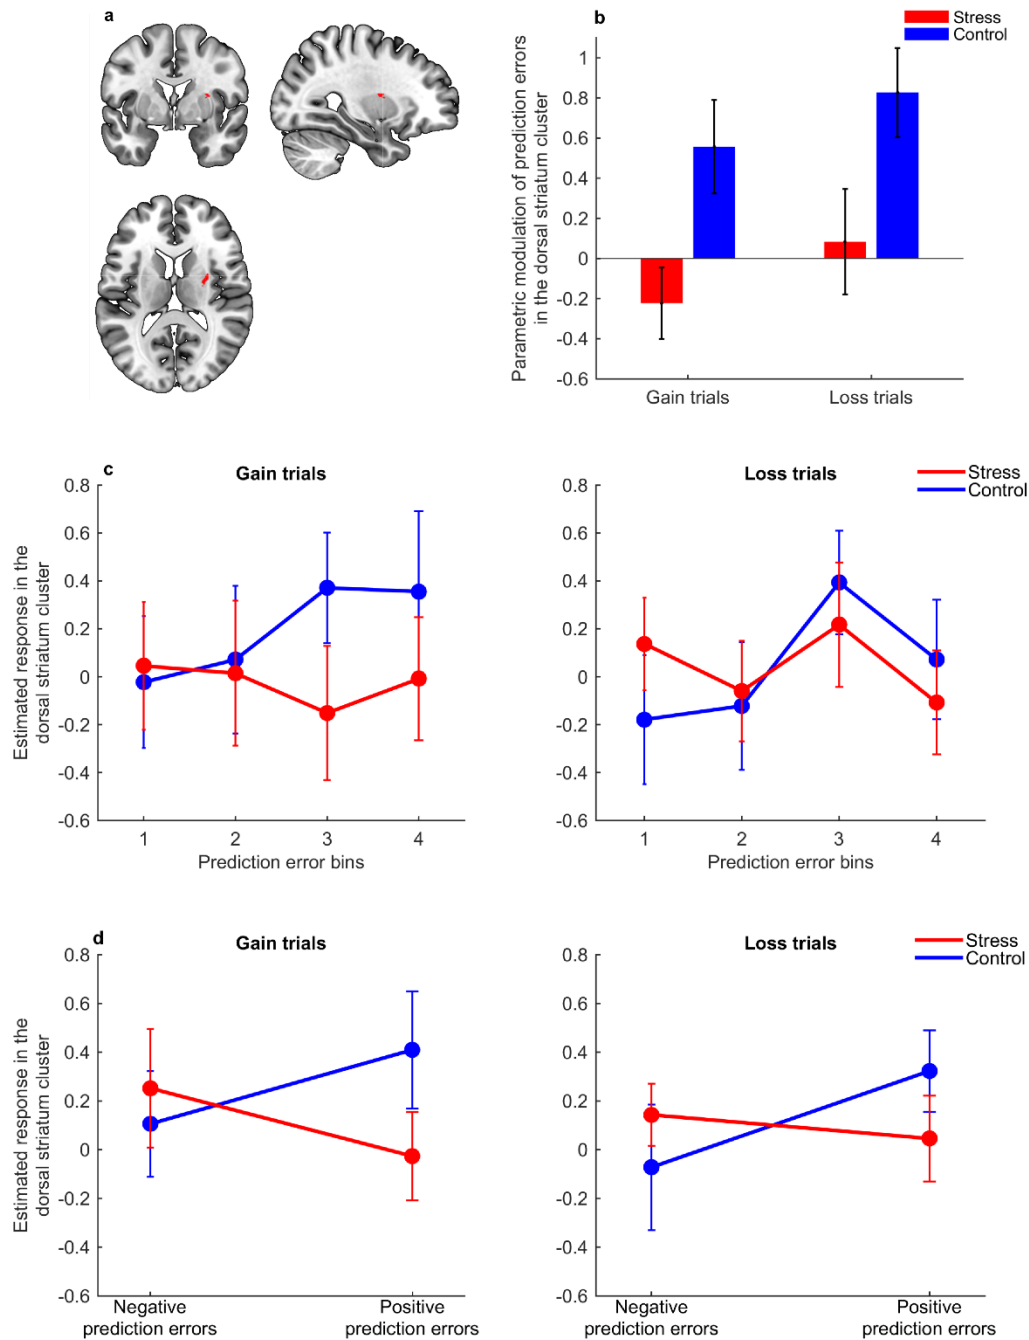 a
b
Stress
Control
Parametric modulation of prediction errors
in the dorsal striatum cluster
1
0.8
0.6
0.4
0.2
0
-0.2
-0.4
-0.6
Gain trials
Loss trials
c
Gain trials
Estimated response in the
dorsal striatum cluster
0.8
0.6
0.4
0.2
0
-0.2
-0.4
-0.6
1 2 3 4
Prediction error bins
Loss trials
Stress
Control
0.8
0.6
0.4
0.2
0
-0.2
-0.4
-0.6
1 2 3 4
Prediction error bins
d
Gain trials
Estimated response in the
dorsal striatum cluster
0.8
0.6
0.4
0.2
0
-0.2
-0.4
-0.6
Negative
prediction errors
Positive
prediction errors
Loss trials
Stress
Control
0.8
0.6
0.4
0.2
0
-0.2
-0.4
-0.6
Negative
prediction errors
Positive
prediction errors